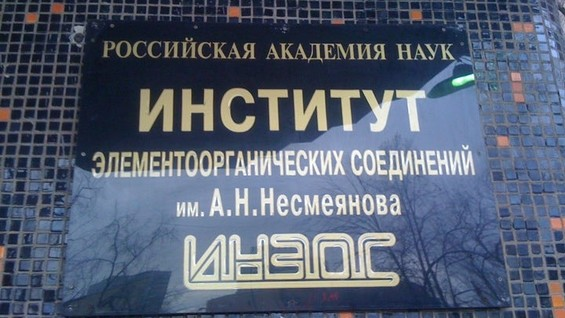 РОССИЙСКАЯ АКАДЕМИЯ НАУК
ИНСТИТУТ
ЭЛЕМЕНТООРГАНИЧЕСКИХ СОЕДИНЕНИЙ
им. А.Н.Несмеянова
ИНЭОС